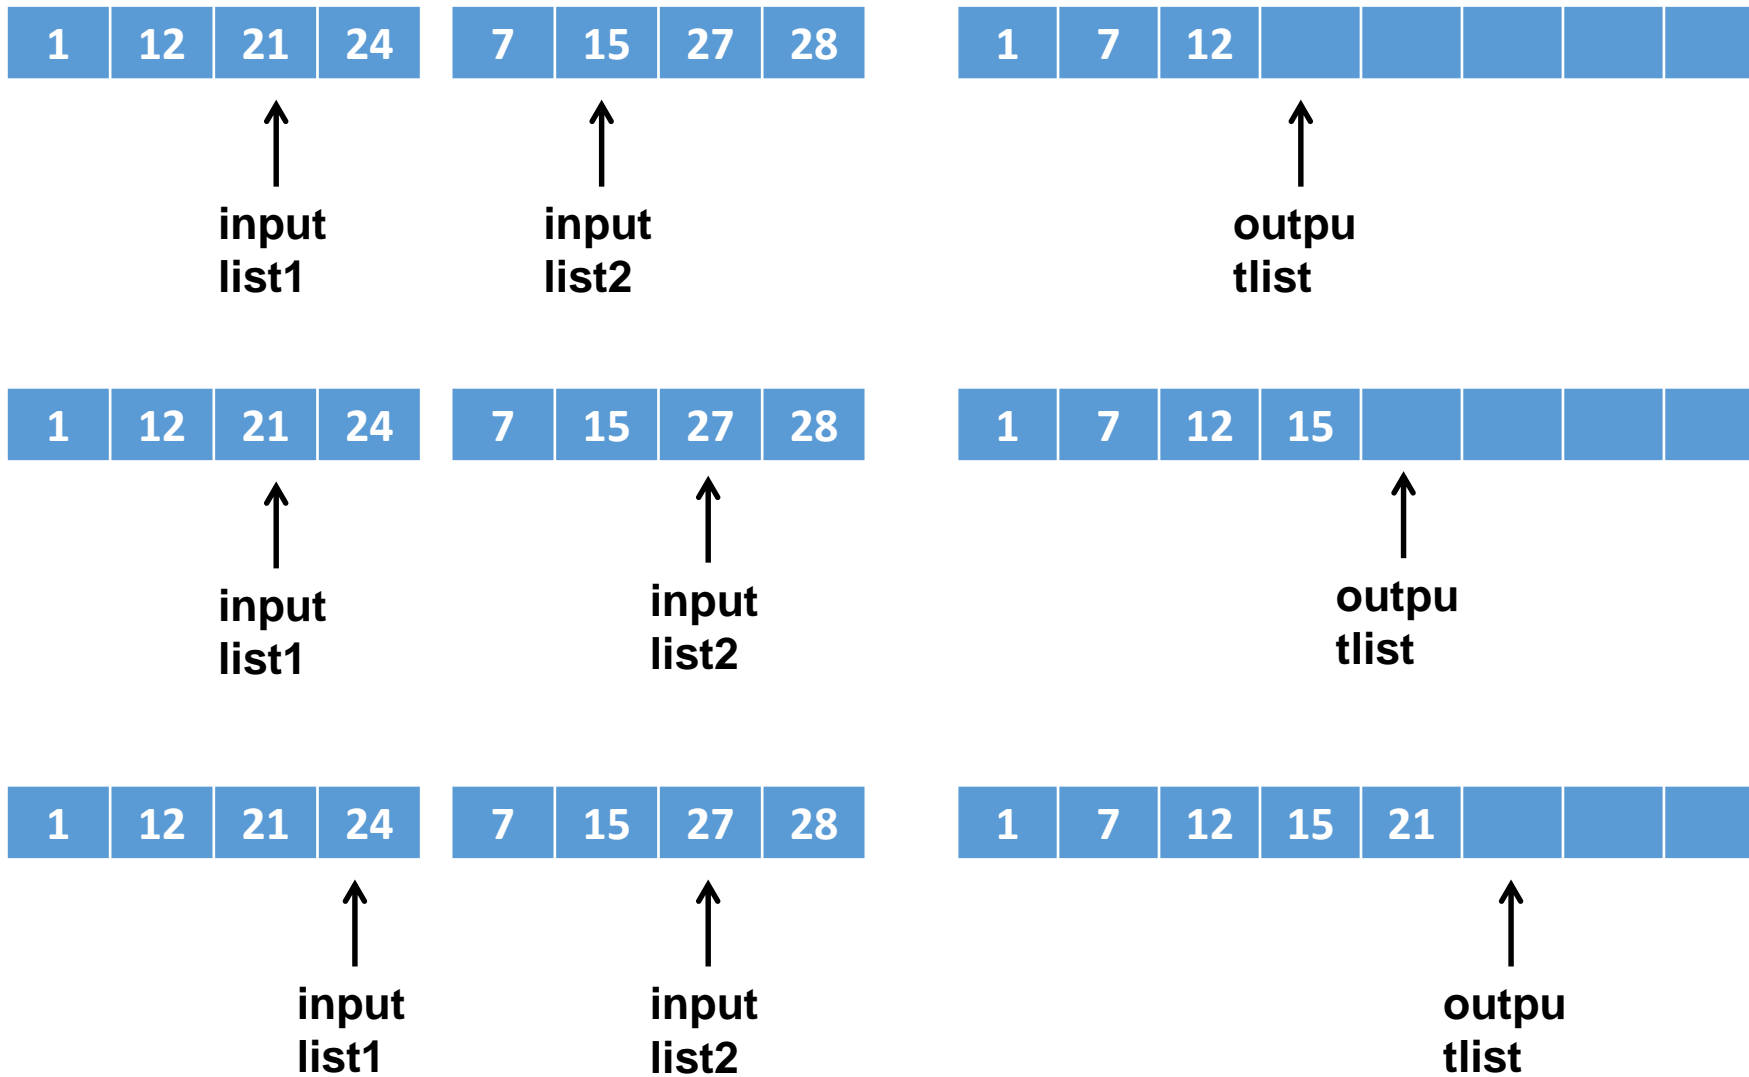 1 12 21 24 7 15 27 28 1 7 12
input input outpu
list1 list2 tlist
1 12 21 24 7 15 27 28 1 7 12 15
input input outpu
list1 list2 tlist
1 12 21 24 7 15 27 28 1 7 12 15 21
input input outpu
list1 list2 tlist